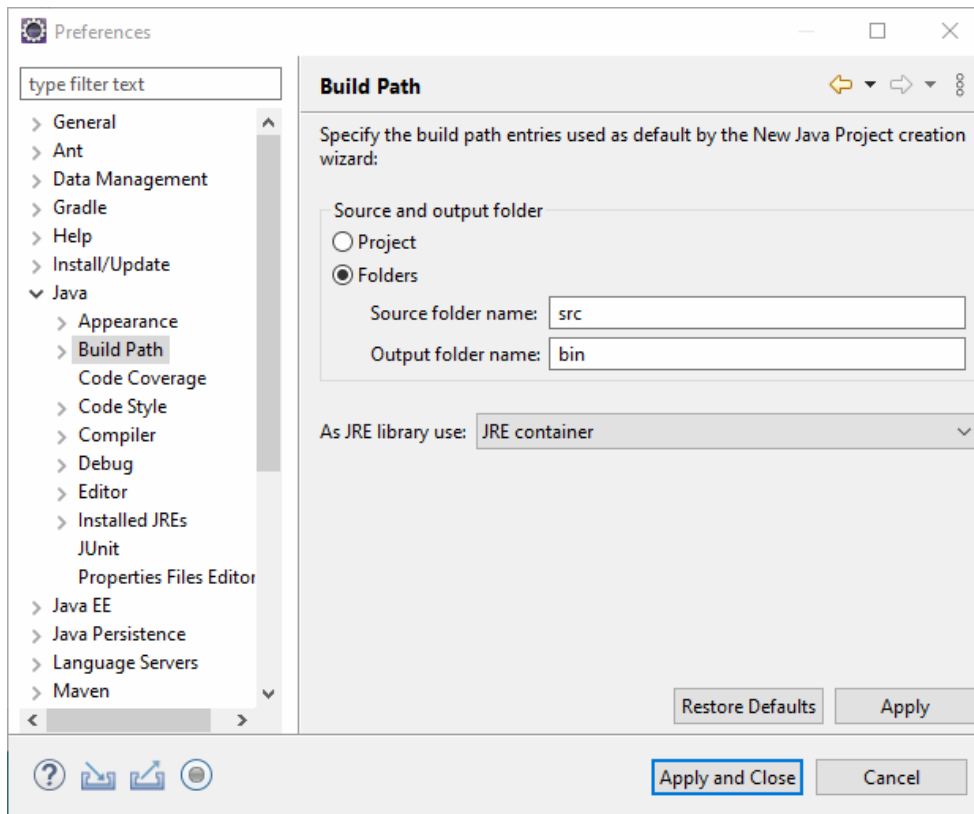 Preferences
type filter text
General
Ant
Data Management
Gradle
Help
Install/Update
Java
Appearance
Build Path
Code Coverage
Code Style
Compiler
Debug
Editor
Installed JREs
JUnit
Properties Files Editor
Java EE
Java Persistence
Language Servers
Maven
Build Path
Specify the build path entries used as default by the New Java Project creation
wizard:
Source and output folder
Project
Folders
Source folder name: src
Output folder name: bin
As JRE library use: JRE container
Restore Defaults Apply
? Apply and Close Cancel